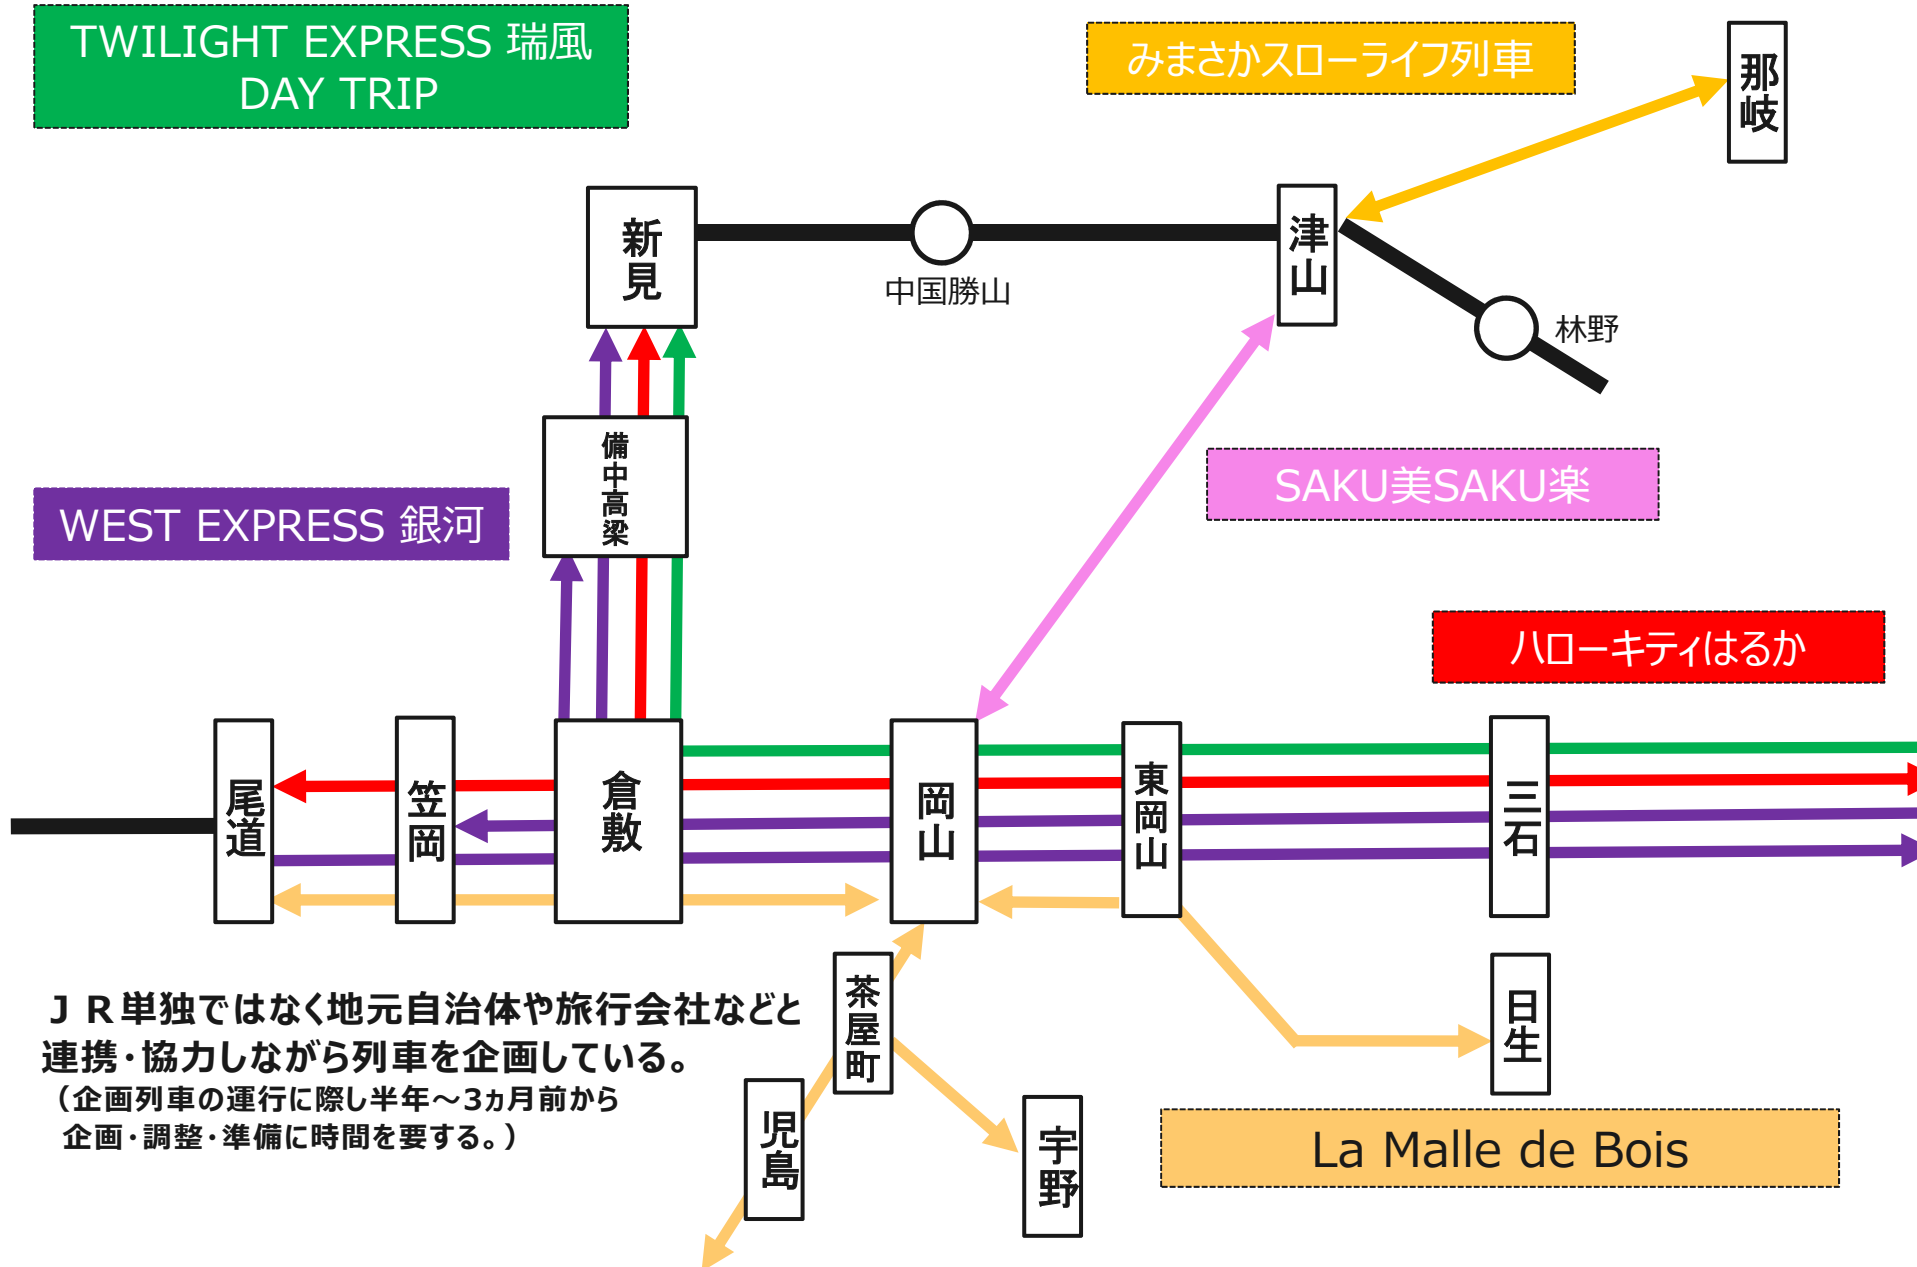 TWILIGHT EXPRESS 瑞風
DAY TRIP
みまさかスローライフ列車
那岐
新見
中国勝山
津山
林野
備中高梁
WEST EXPRESS 銀河
SAKU美SAKU楽
ハローキティはるか
尾道
笠岡
倉敷
岡山
東岡山
三石
ＪＲ単独ではなく地元自治体や旅行会社などと
連携・協力しながら列車を企画している。
（企画列車の運行に際し半年～3ヵ月前から
企画・調整・準備に時間を要する。）
茶屋町
児島
宇野
日生
La Malle de Bois